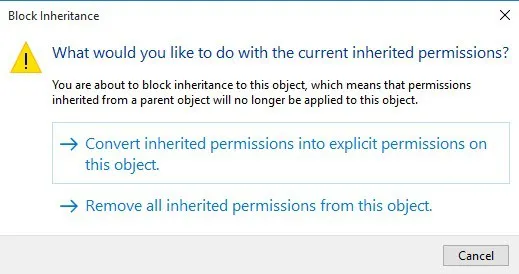 Block Inheritance
What would you like to do with the current inherited permissions?
You are about to block inheritance to this object, which means that permissions
inherited from a parent object will no longer be applied to this object.
Convert inherited permissions into explicit permissions on
this object.
Remove all inherited permissions from this object.
Cancel